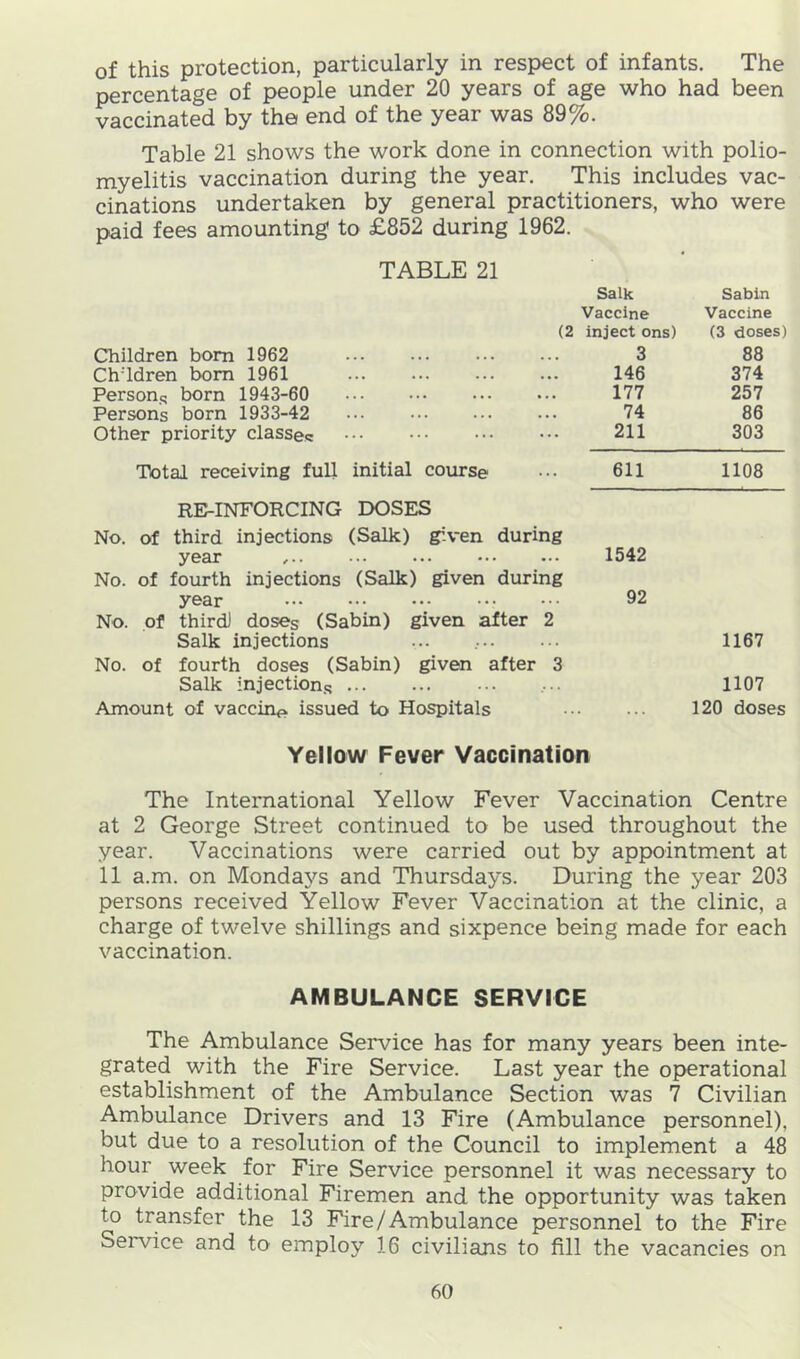 of this protection, particularly in respect of infants. The
percentage of people under 20 years of age who had been
vaccinated by the end of the year was 89%.
Table 21 shows the work done in connection with polio-
myelitis vaccination during the year. This includes vac-
cinations undertaken by general practitioners, who were
paid fees amounting to £852 during 1962.
TABLE 21
Salk Sabin
Vaccine Vaccine
(2 inject ons) (3 doses)
Children born 1962 ... ... ... ... 3 88
Ch'ldren born 1961 ... ... ... ... 146 374
Persons born 1943-60 ... ... ... ... 177 257
Persons born 1933-42 ... ... ... ... 74 86
Other priority classes ... ... ... ... 211 303
Total receiving full initial course ... 611 1108
RE-INFORCING DOSES
No. of third injections (Salk) given during
year ... ... ... ... ... 1542
No. of fourth injections (Salk) given during
year ... ... ... ... ... 92
No. of third doses (Sabin) given after 2
Salk injections ... ... ... 1167
No. of fourth doses (Sabin) given after 3
Salk injections ... ... ... ... 1107
Amount of vaccine issued to Hospitals ... ... 120 doses
Yellow Fever Vaccination
The International Yellow Fever Vaccination Centre
at 2 George Street continued to be used throughout the
year. Vaccinations were carried out by appointment at
11 a.m. on Mondays and Thursdays. During the year 203
persons received Yellow Fever Vaccination at the clinic, a
charge of twelve shillings and sixpence being made for each
vaccination.
AMBULANCE SERVICE
The Ambulance Service has for many years been inte-
grated with the Fire Service. Last year the operational
establishment of the Ambulance Section was 7 Civilian
Ambulance Drivers and 13 Fire (Ambulance personnel),
but due to a resolution of the Council to implement a 48
hour week for Fire Service personnel it was necessary to
provide additional Firemen and the opportunity was taken
to transfer the 13 Fire/Ambulance personnel to the Fire
Service and to employ 16 civilians to fill the vacancies on
60